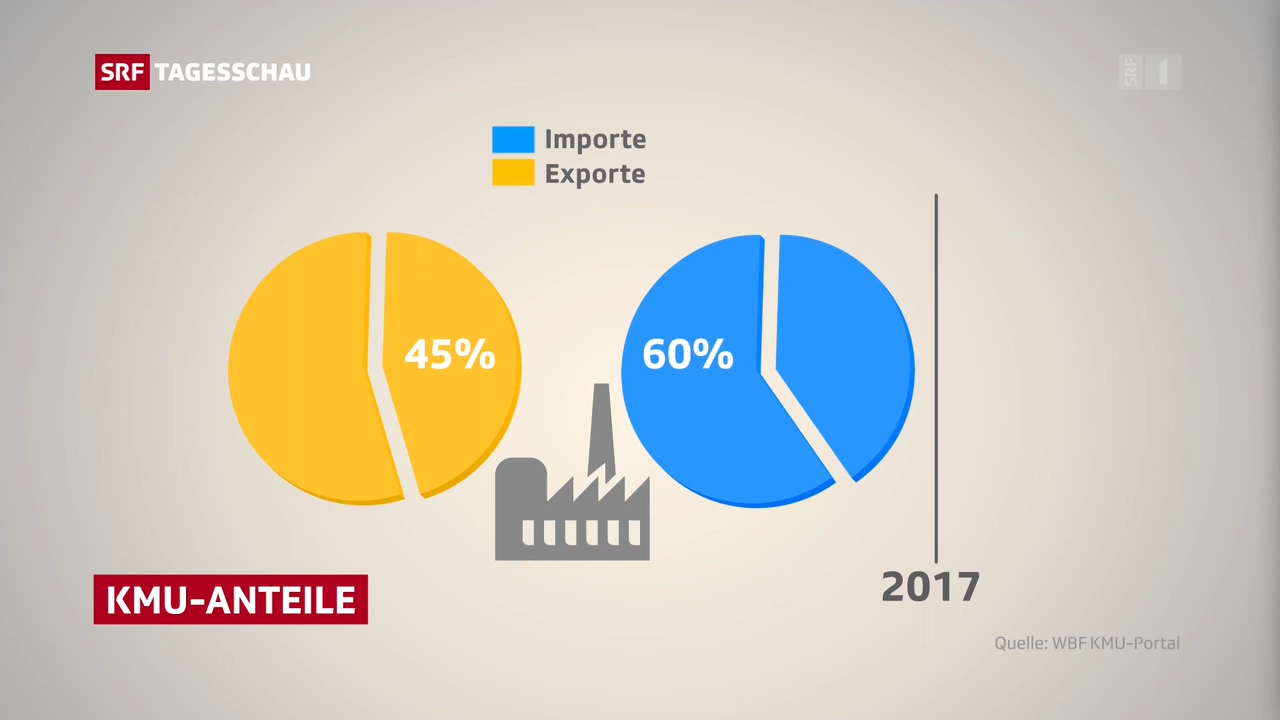 SRF TAGESSCHAU
SRF 1
Importe
Exporte
45%
60%
2017
KMU-ANTEILE
Quelle: WBF KMU-Portal